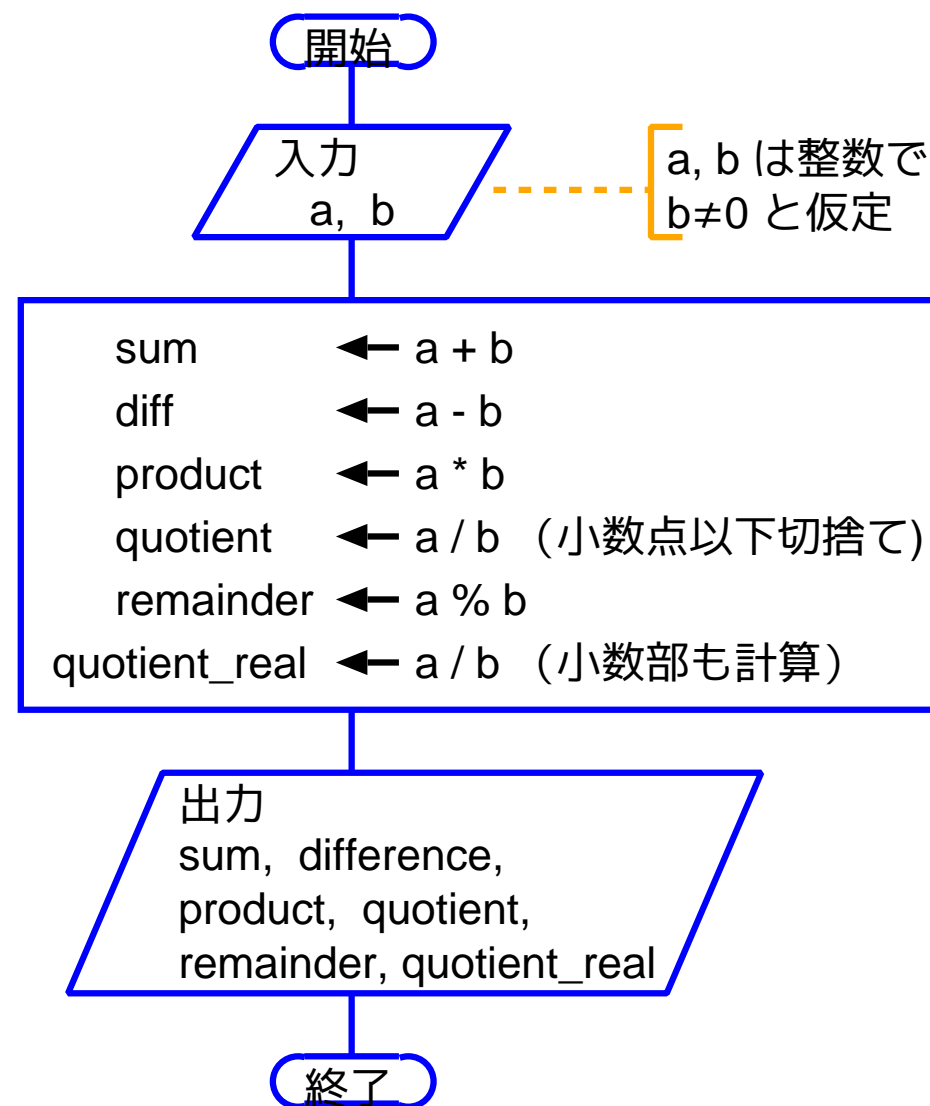 開始
入力
a, b
a, b は整数で
b≠0 と仮定
sum ← a + b
diff ← a - b
product ← a * b
quotient ← a / b （小数点以下切捨て)
remainder ← a % b
quotient_real ← a / b （小数部も計算）
出力
sum, difference,
product, quotient,
remainder, quotient_real
終了